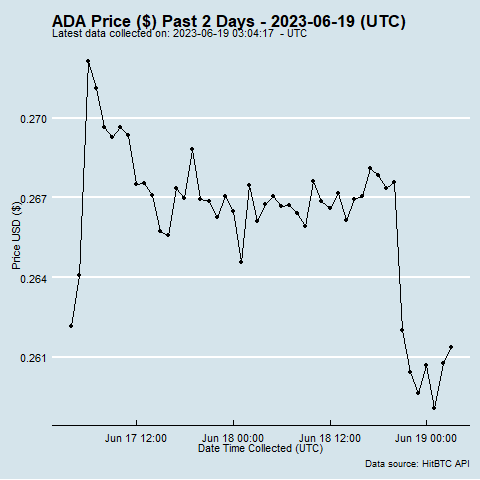 ADA Price ($) Past 2 Days - 2023-06-19 (UTC)
Latest data collected on: 2023-06-19 03:04:17  - UTC
Price USD ($)
0.270
0.267
0.264
0.261
Jun 17 12:00
Jun 18 00:00
Jun 18 12:00
Jun 19 00:00
Date Time Collected (UTC)
Data source: HitBTC API